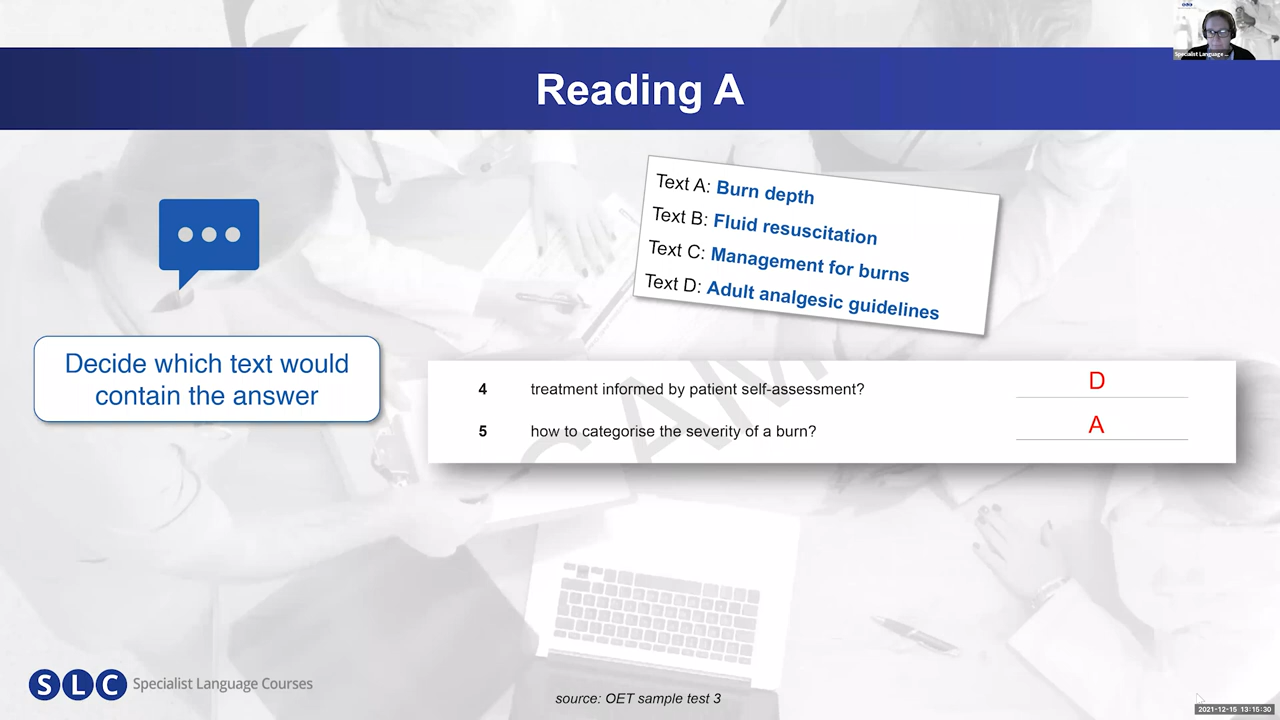 Reading A
Specialist Language ...
Text A: Burn depth
Text B: Fluid resuscitation
Text C: Management for burns
Text D: Adult analgesic guidelines
Decide which text would
contain the answer
4 treatment informed by patient self-assessment? D
5 how to categorise the severity of a burn? A
SLC Specialist Language Courses
source: OET sample test 3
2021-12-15 13:15:30